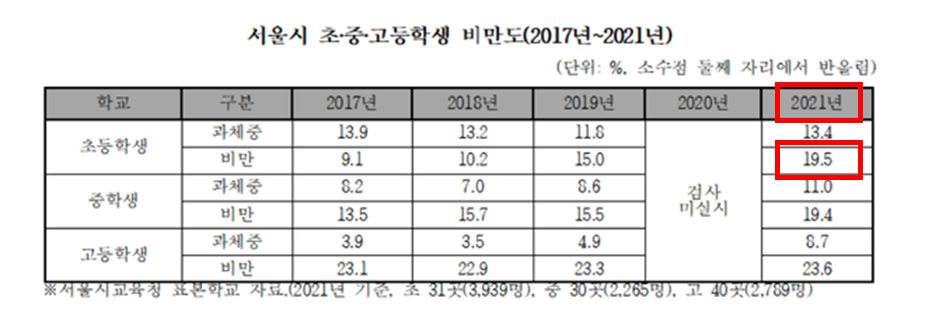 서울시 초·중·고등학생 비만도(2017년~2021년)
(단위: %, 소수점 둘째 자리에서 반올림)
학교 구분 2017년 2018년 2019년 2020년 2021년
초등학생 과체중 13.9 13.2 11.8 검사 미실시 13.4
비만 9.1 10.2 15.0 19.5
중학생 과체중 8.2 7.0 8.6 11.0
비만 13.5 15.7 15.5 19.4
고등학생 과체중 3.9 3.5 4.9 8.7
비만 23.1 22.9 23.3 23.6
※서울시교육청 표본학교 자료.(2021년 기준, 초 31곳(3,939명), 중 30곳(2,265명), 고 40곳(2,789명)